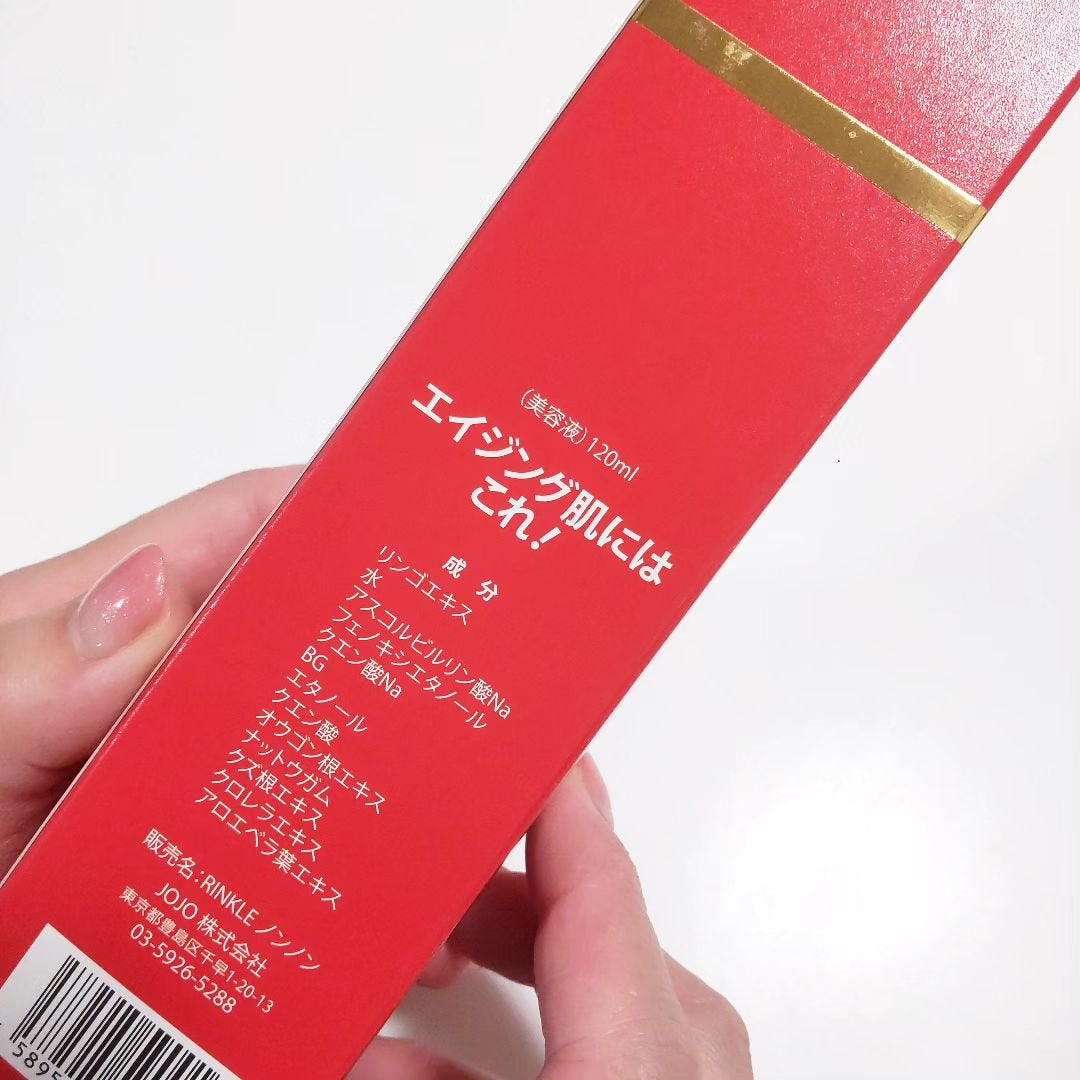 (美容液) 120ml
エイジング肌には
これ!
成分
リンゴエキス
水
アスコルビルリン酸Na
フェノキシエタノール
クエン酸Na
BG
エタノール
クエン酸
オウゴン根エキス
ナットウガム
クズ根エキス
クロレラエキス
アロエベラ葉エキス
販売名:RINKLE ノンノン
JOJO 株式会社
東京都豊島区千早1-20-13
03-5926-5288
5895